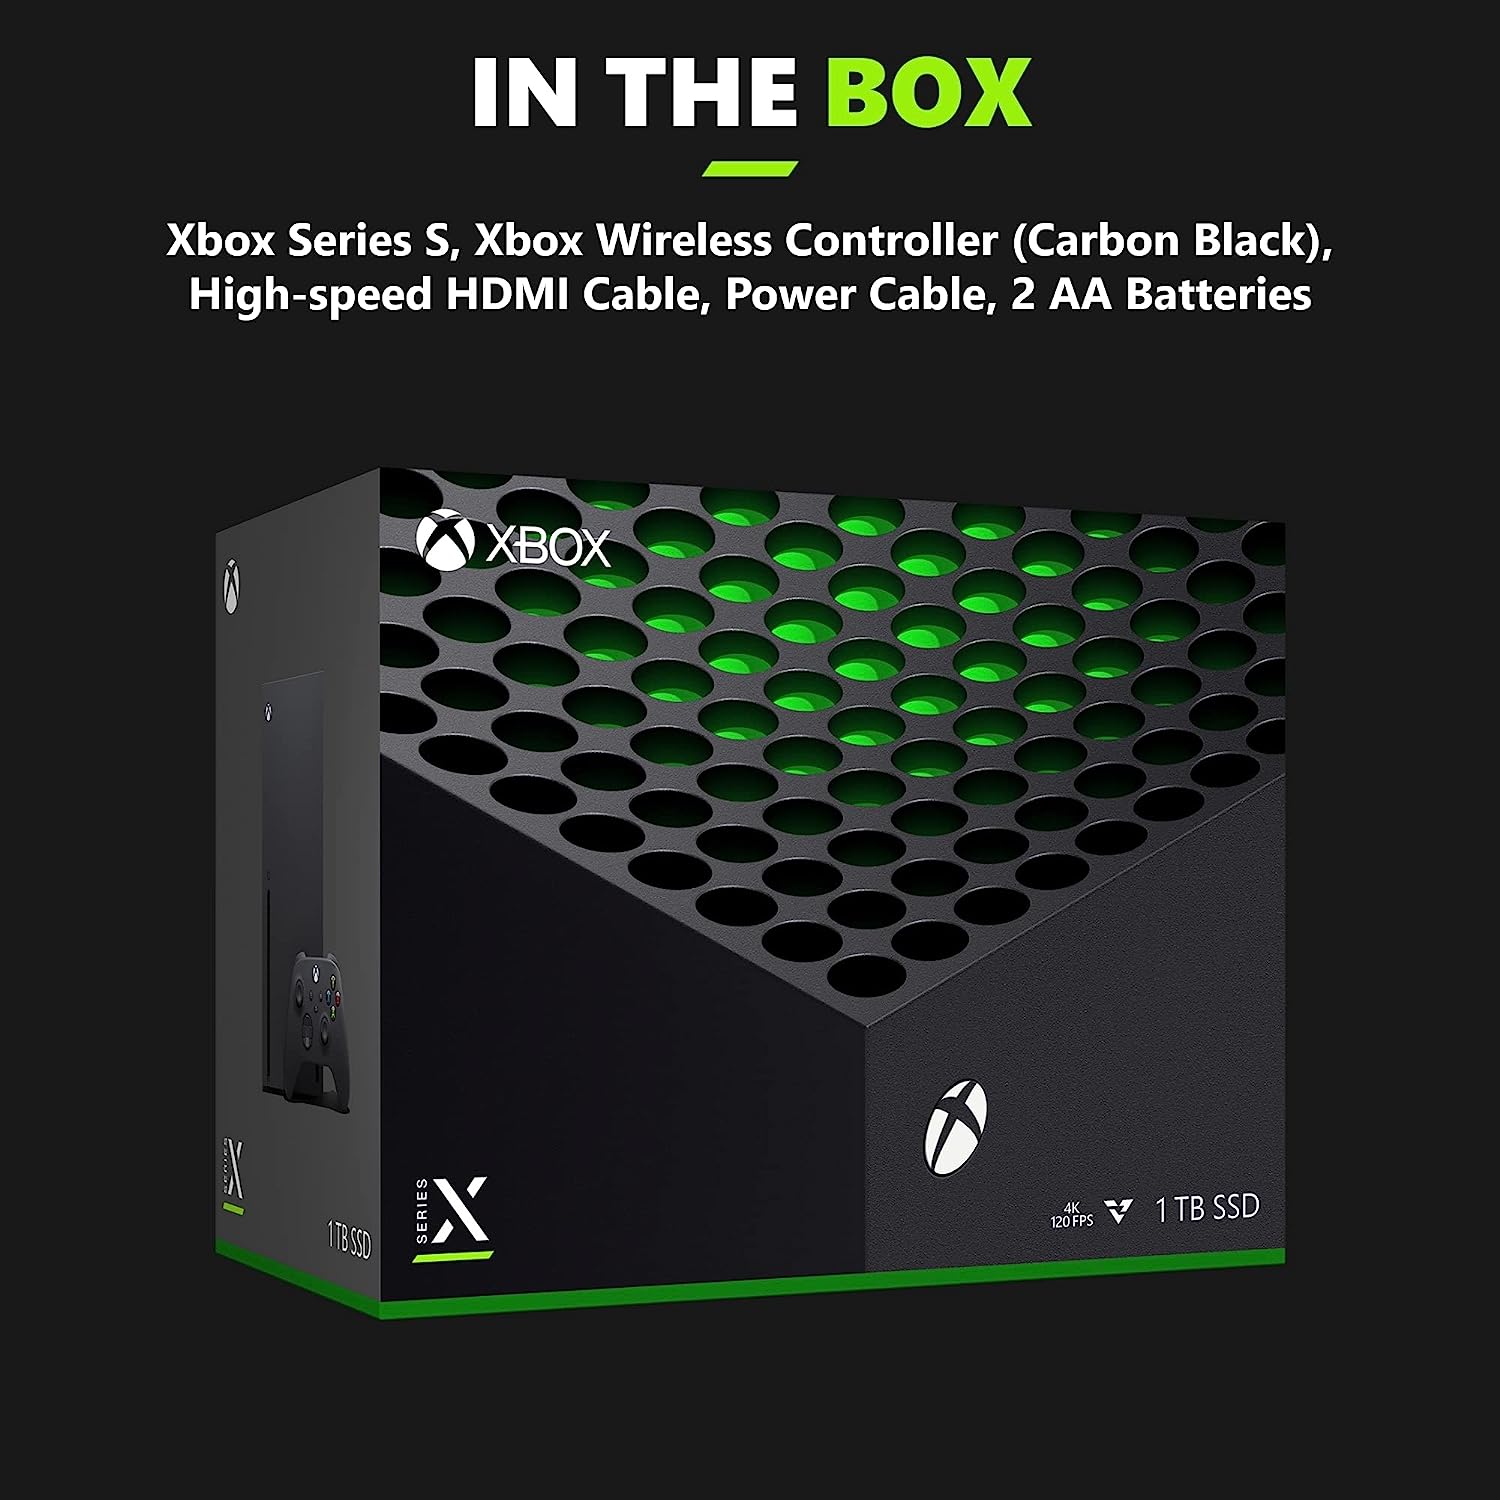 IN THE BOX
Xbox Series S, Xbox Wireless Controller (Carbon Black),
High-speed HDMI Cable, Power Cable, 2 AA Batteries
XBOX
SERIES X
1 TB SSD
SERIES X
4K
120 FPS
1 TB SSD